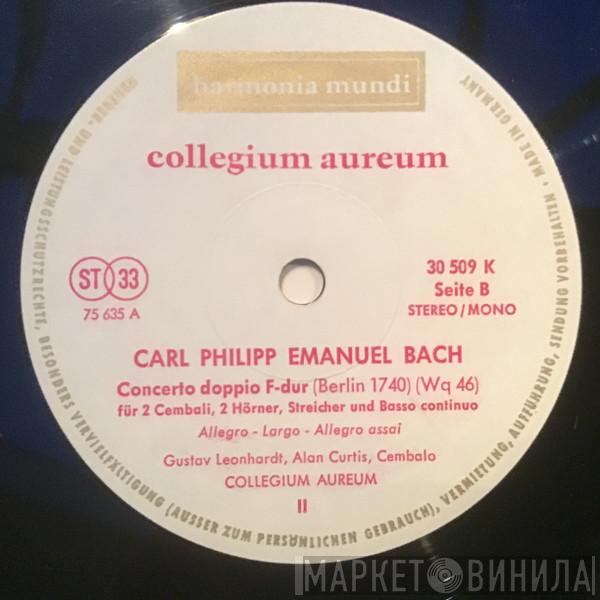 harmonia mundi
collegium aureum
ST 33
75 635 A
30 509 K
Seite B
STEREO/MONO
CARL PHILIPP EMANUEL BACH
Concerto doppio F-dur (Berlin 1740) (Wq 46)
für 2 Cembali, 2 Hörner, Streicher und Basso continuo
Allegro - Largo - Allegro assai
Gustav Leonhardt, Alan Curtis, Cembalo
COLLEGIUM AUREUM
II
URHEBER- UND LEISTUNGSSCHUTZRECHTE, BESONDERS VERVIELFÄLTIGUNG (AUSSER ZUM PERSÖNLICHEN GEBRAUCH), VERMIETUNG, AUFFÜHRUNG, SENDUNG VORBEHALTEN • MADE IN GERMANY
МАРКЕТ ВИНИЛА